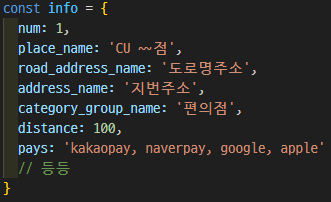 const info = {
num: 1,
place_name: 'CU ~~점',
road_address_name: '도로명주소',
address_name: '지번주소',
category_group_name: '편의점',
distance: 100,
pays: 'kakaopay, naverpay, google, apple'
// 등등
}